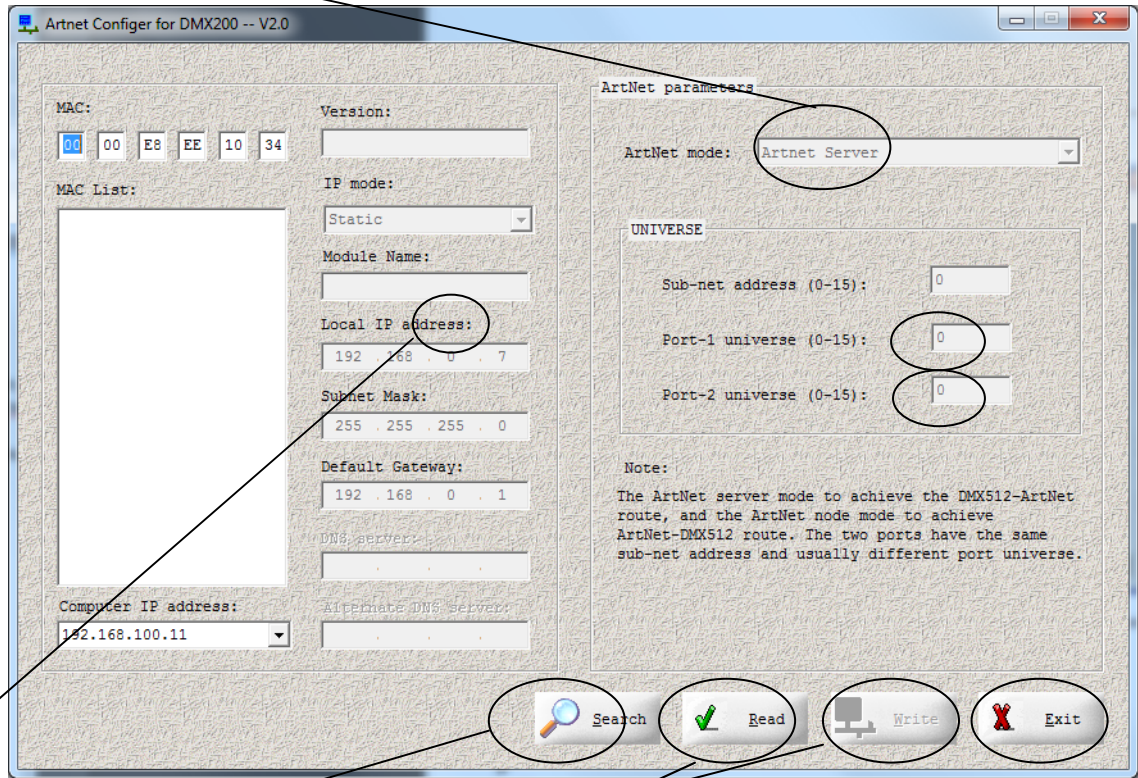 Artnet Configer for DMX200 -- V2.0
MAC:
00 00 E8 EE 10 34
MAC List:
Computer IP address:
192.168.100.11
Version:
IP mode:
Static
Module Name:
Local IP address:
192 . 168 . 0 . 7
Subnet Mask:
255 . 255 . 255 . 0
Default Gateway:
192 . 168 . 0 . 1
DNS server:
. . .
Alternate DNS server:
. . .
ArtNet parameters
ArtNet mode: Artnet Server
UNIVERSE
Sub-net address (0-15): 0
Port-1 universe (0-15): 0
Port-2 universe (0-15): 0
Note:
The ArtNet server mode to achieve the DMX512-ArtNet
route, and the ArtNet node mode to achieve
ArtNet-DMX512 route. The two ports have the same
sub-net address and usually different port universe.
Search Read Write Exit